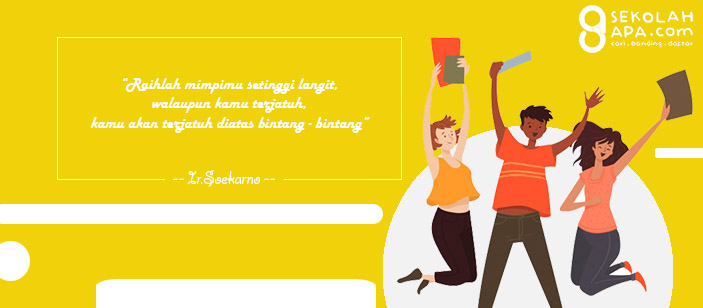 "Raihlah mimpimu setinggi langit,
walaupun kamu terjatuh,
kamu akan terjatuh diatas bintang - bintang"
-- Ir.Soekarno --
SEKOLAH
APA.com
cari . banding . daftar